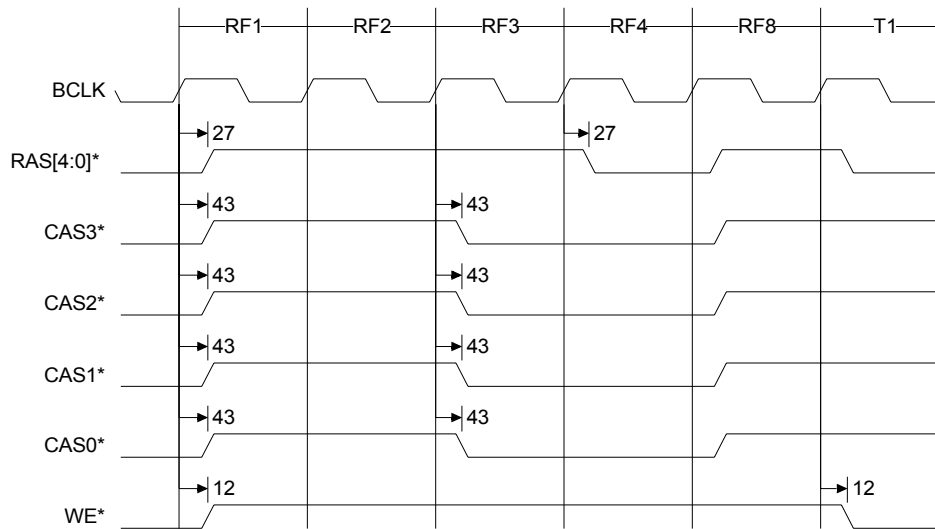 RF1 RF2 RF3 RF4 RF8 T1
BCLK
27 27
RAS[4:0]*
43 43
CAS3*
43 43
CAS2*
43 43
CAS1*
43 43
CAS0*
12 12
WE*